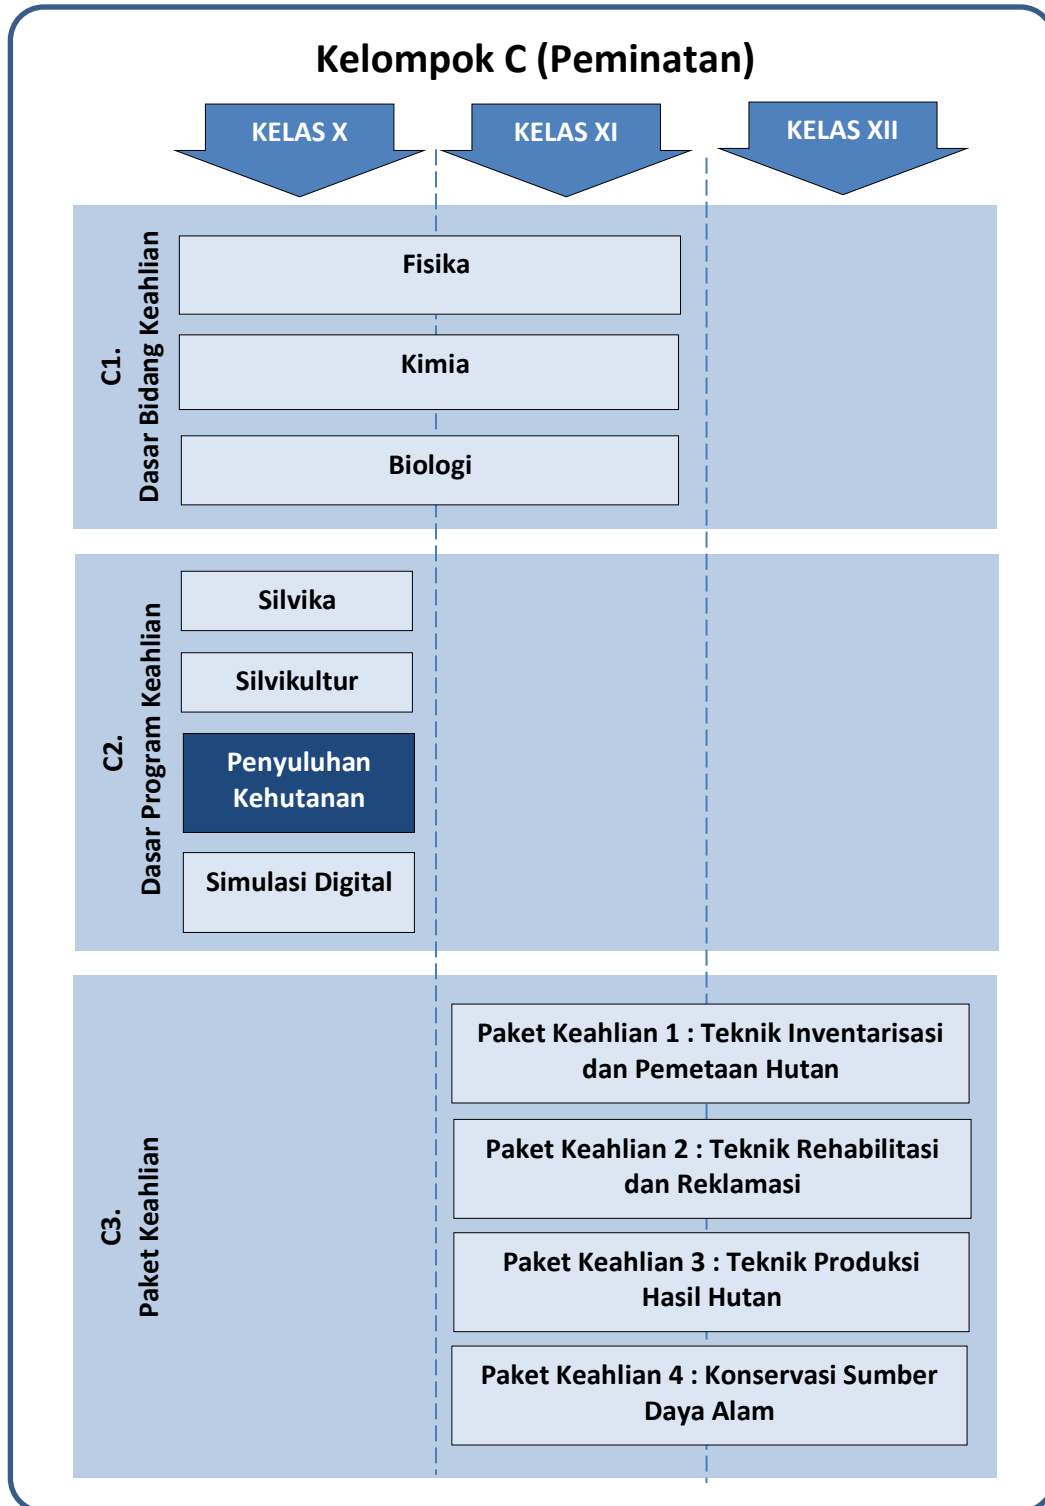 Kelompok C (Peminatan)
KELAS X
KELAS XI
KELAS XII
C1.
Dasar Bidang Keahlian
Fisika
Kimia
Biologi
C2.
Dasar Program Keahlian
Silvika
Silvikultur
Penyuluhan
Kehutanan
Simulasi Digital
C3.
Paket Keahlian
Paket Keahlian 1 : Teknik Inventarisasi
dan Pemetaan Hutan
Paket Keahlian 2 : Teknik Rehabilitasi
dan Reklamasi
Paket Keahlian 3 : Teknik Produksi
Hasil Hutan
Paket Keahlian 4 : Konservasi Sumber
Daya Alam